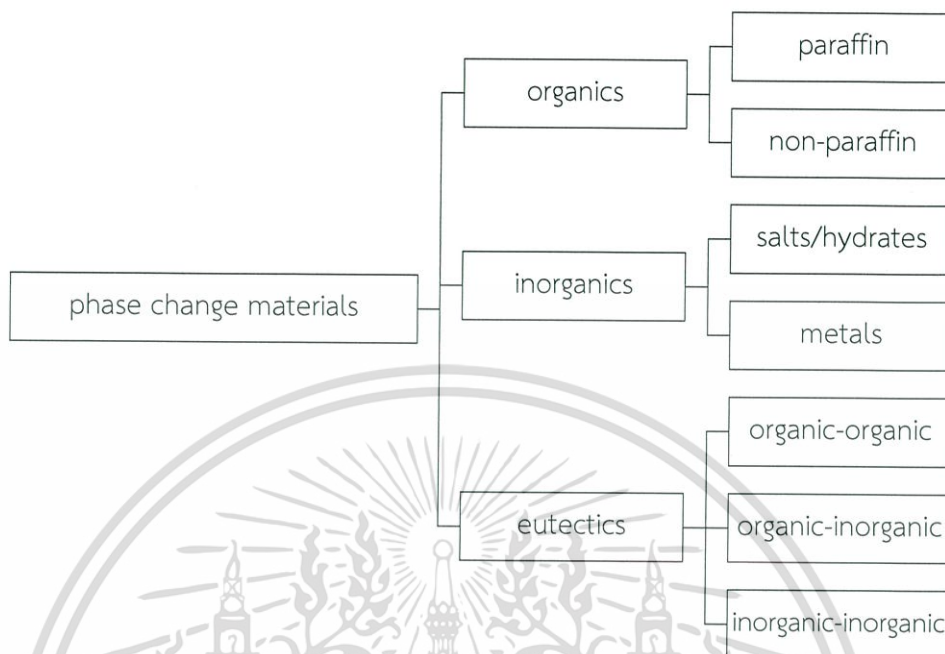 phase change materials
organics
paraffin
non-paraffin
inorganics
salts/hydrates
metals
eutectics
organic-organic
organic-inorganic
inorganic-inorganic